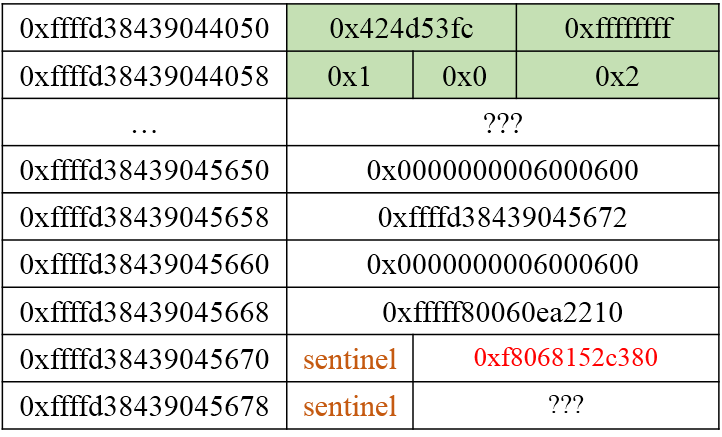 0xffffd38439044050 0x424d53fc 0xffffffff
0xffffd38439044058 0x1 0x0 0x2
… ???
0xffffd38439045650 0x0000000006000600
0xffffd38439045658 0xffffd38439045672
0xffffd38439045660 0x0000000006000600
0xffffd38439045668 0xfffff80060ea2210
0xffffd38439045670 sentinel 0xf8068152c380
0xffffd38439045678 sentinel ???